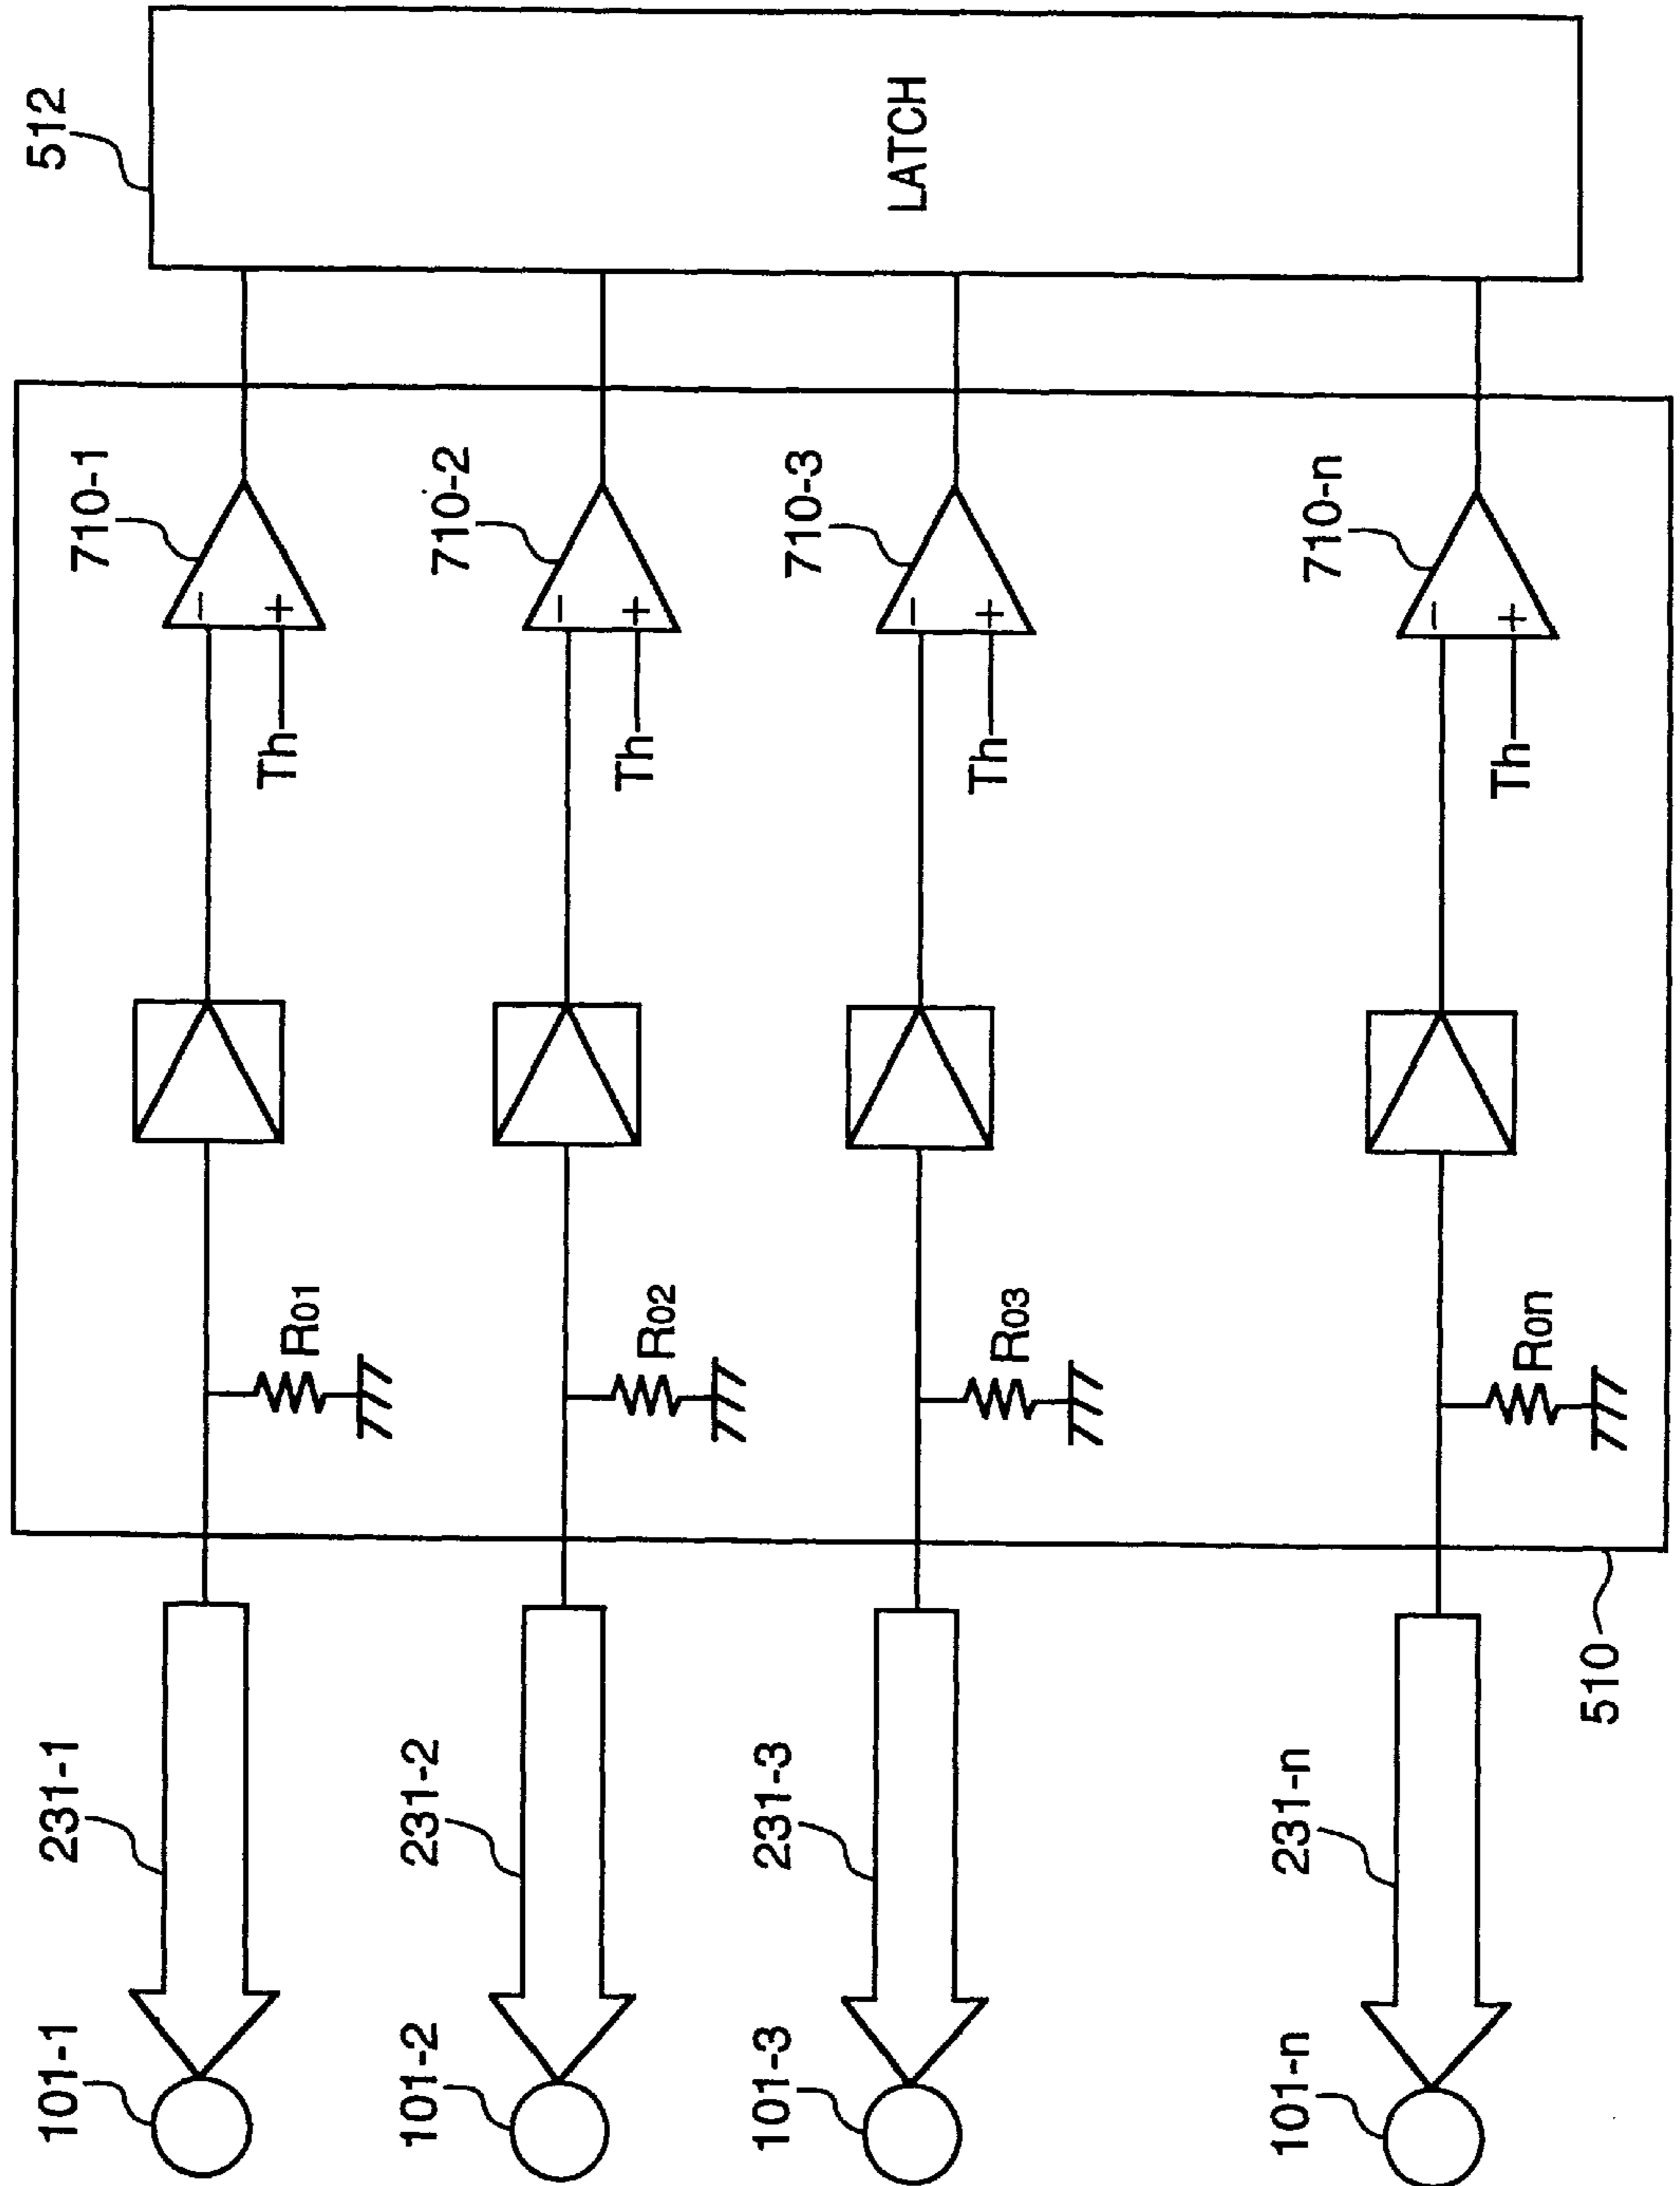 512
LATCH
710-1
710-2
710-3
710-n
Th
Th
Th
Th
R01
R02
R03
R0n
510
231-1
231-2
231-3
231-n
101-1
101-2
101-3
101-n
- +
- +
- +
- +